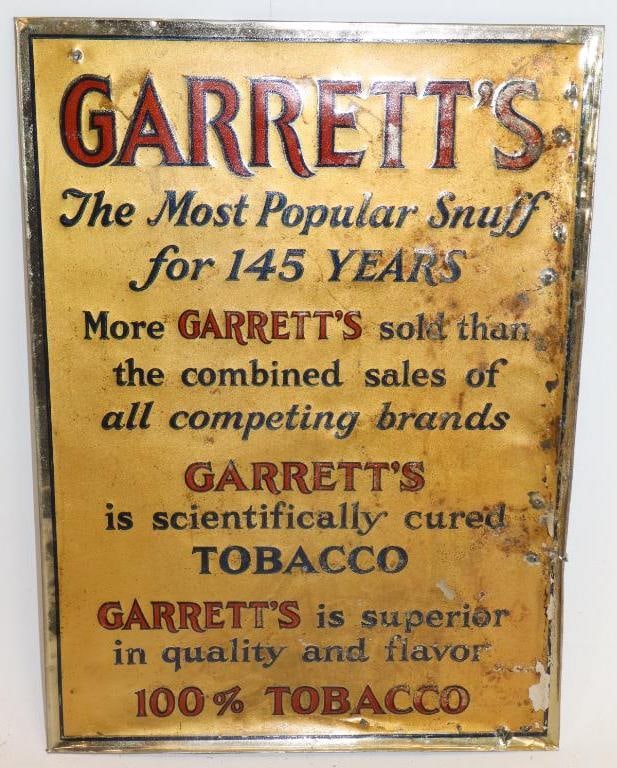 GARRETT'S
The Most Popular Snuff
for 145 YEARS
More GARRETT'S sold than
the combined sales of
all competing brands
GARRETT'S
is scientifically cured
TOBACCO
GARRETT'S is superior
in quality and flavor
100% TOBACCO